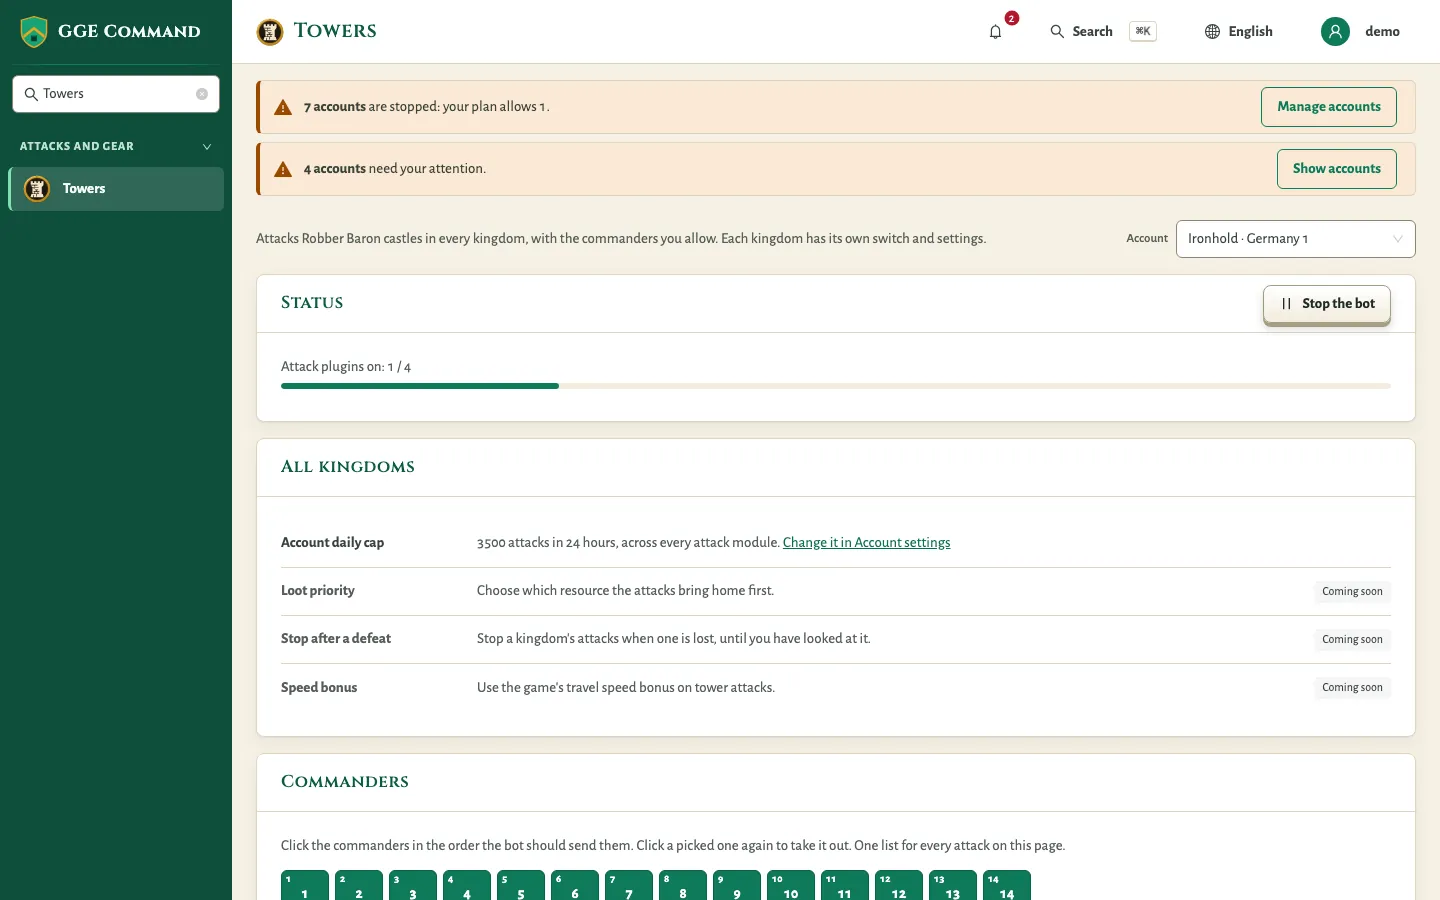 GGE Command
Towers
ATTACKS AND GEAR
Towers
Towers
2
Search
⌘K
English
demo
7 accounts are stopped: your plan allows 1.
Manage accounts
4 accounts need your attention.
Show accounts
Attacks Robber Baron castles in every kingdom, with the commanders you allow. Each kingdom has its own switch and settings.
Account
Ironhold · Germany 1
Status
Stop the bot
Attack plugins on: 1 / 4
All kingdoms
Account daily cap
3500 attacks in 24 hours, across every attack module. Change it in Account settings
Loot priority
Choose which resource the attacks bring home first.
Coming soon
Stop after a defeat
Stop a kingdom's attacks when one is lost, until you have looked at it.
Coming soon
Speed bonus
Use the game's travel speed bonus on tower attacks.
Coming soon
Commanders
Click the commanders in the order the bot should send them. Click a picked one again to take it out. One list for every attack on this page.
1 2 3 4 5 6 7 8 9 10 11 12 13 14
1 2 3 4 5 6 7 8 9 10 11 12 13 14